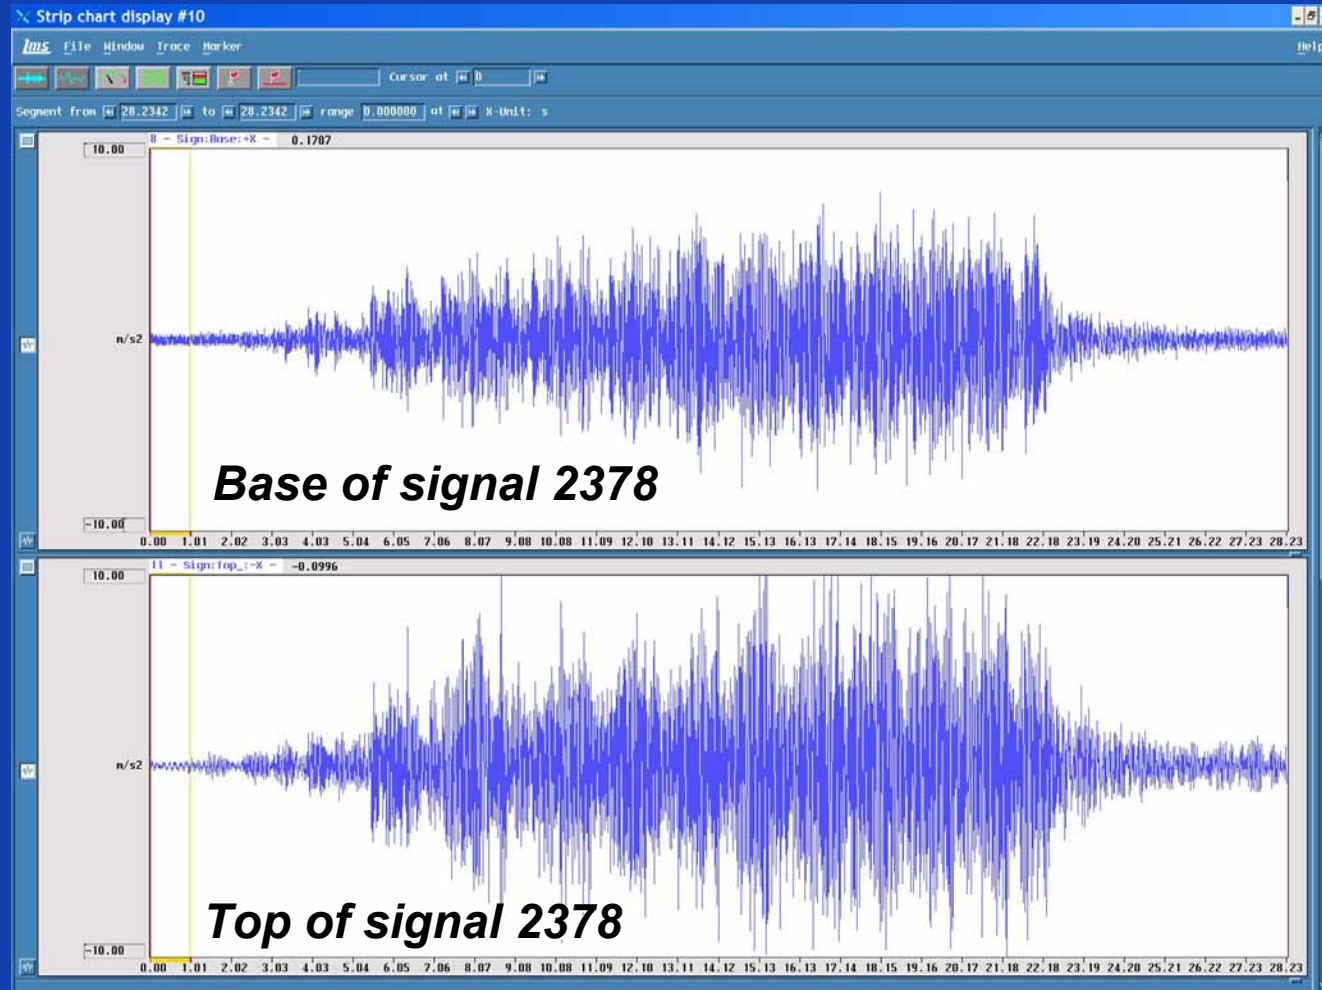 Strip chart display #10
lms File Window Trace Marker Help
Cursor at 0
Segment from 28.2342 to 28.2342 range 0.000000 at X-Unit: s
8 - Sign:Base:+X - 0.1787
10.00
m/s2
Base of signal 2378
-10.00
0.00 1.01 2.02 3.03 4.03 5.04 6.05 7.06 8.07 9.08 10.08 11.09 12.10 13.11 14.12 15.13 16.13 17.14 18.15 19.16 20.17 21.18 22.18 23.19 24.20 25.21 26.22 27.23 28.23
11 - Sign:Top_:-X - -0.0996
10.00
m/s2
Top of signal 2378
-10.00
0.00 1.01 2.02 3.03 4.03 5.04 6.05 7.06 8.07 9.08 10.08 11.09 12.10 13.11 14.12 15.13 16.13 17.14 18.15 19.16 20.17 21.18 22.18 23.19 24.20 25.21 26.22 27.23 28.23